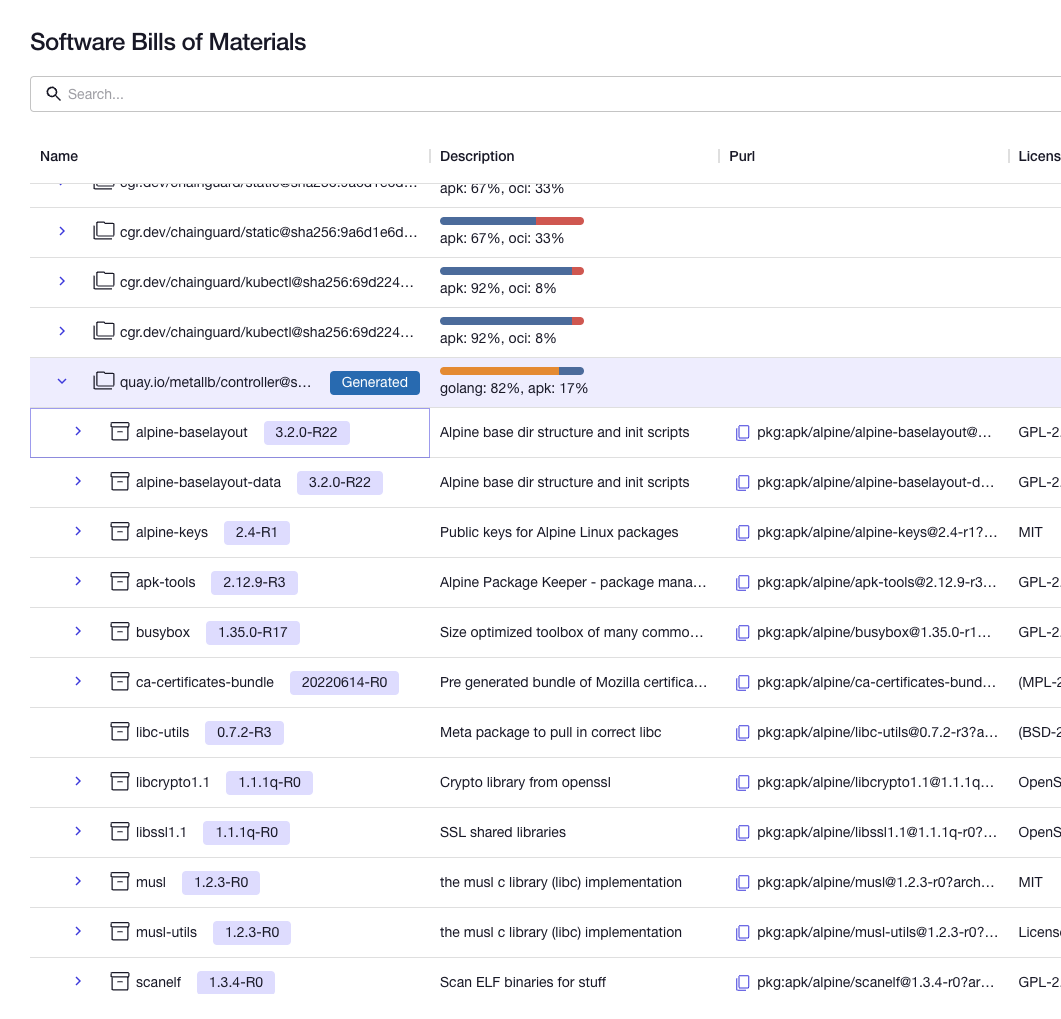 Software Bills of Materials
Search...
Name Description Purl Licens
cgr.dev/chainguard/static@sha256:9a6d1e6d... apk: 67%, oci: 33%
cgr.dev/chainguard/static@sha256:9a6d1e6d... apk: 67%, oci: 33%
cgr.dev/chainguard/kubectl@sha256:69d224... apk: 92%, oci: 8%
cgr.dev/chainguard/kubectl@sha256:69d224... apk: 92%, oci: 8%
quay.io/metallb/controller@s... Generated golang: 82%, apk: 17%
alpine-baselayout 3.2.0-R22 Alpine base dir structure and init scripts pkg:apk/alpine/alpine-baselayout@... GPL-2.
alpine-baselayout-data 3.2.0-R22 Alpine base dir structure and init scripts pkg:apk/alpine/alpine-baselayout-d... GPL-2.
alpine-keys 2.4-R1 Public keys for Alpine Linux packages pkg:apk/alpine/alpine-keys@2.4-r1?... MIT
apk-tools 2.12.9-R3 Alpine Package Keeper - package mana... pkg:apk/alpine/apk-tools@2.12.9-r3... GPL-2.
busybox 1.35.0-R17 Size optimized toolbox of many commo... pkg:apk/alpine/busybox@1.35.0-r1... GPL-2.
ca-certificates-bundle 20220614-R0 Pre generated bundle of Mozilla certifica... pkg:apk/alpine/ca-certificates-bund... (MPL-2
libc-utils 0.7.2-R3 Meta package to pull in correct libc pkg:apk/alpine/libc-utils@0.7.2-r3?a... (BSD-2
libcrypto1.1 1.1.1q-R0 Crypto library from openssl pkg:apk/alpine/libcrypto1.1@1.1.1q... OpenS
libssl1.1 1.1.1q-R0 SSL shared libraries pkg:apk/alpine/libssl1.1@1.1.1q-r0?... OpenS
musl 1.2.3-R0 the musl c library (libc) implementation pkg:apk/alpine/musl@1.2.3-r0?arch... MIT
musl-utils 1.2.3-R0 the musl c library (libc) implementation pkg:apk/alpine/musl-utils@1.2.3-r0?... License
scanelf 1.3.4-R0 Scan ELF binaries for stuff pkg:apk/alpine/scanelf@1.3.4-r0?ar... GPL-2.